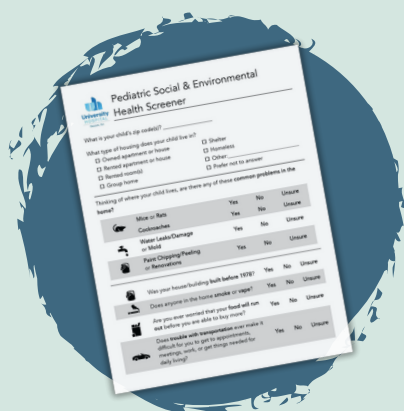 University
HOSPITAL
Pediatric Social & Environmental
Health Screener
What is your child's zip code(s)?
What type of housing does your child live in?
Owned apartment or house
Rented apartment or house
Rented room(s)
Group home
Shelter
Homeless
Other:
Prefer not to answer
Thinking of where your child lives, are there any of these common problems in the
home?
Mice or Rats Yes No Unsure
Cockroaches Yes No Unsure
Water Leaks/Damage
or Mold Yes No Unsure
Paint Chipping/Peeling
or Renovations Yes No Unsure
Was your house/building built before 1978? Yes No Unsure
Does anyone in the home smoke or vape? Yes No Unsure
Are you ever worried that your food will run
out before you are able to buy more? Yes No Unsure
Does trouble with transportation ever make it
difficult for you to get to appointments,
meetings, work, or get things needed for
daily living? Yes No Unsure